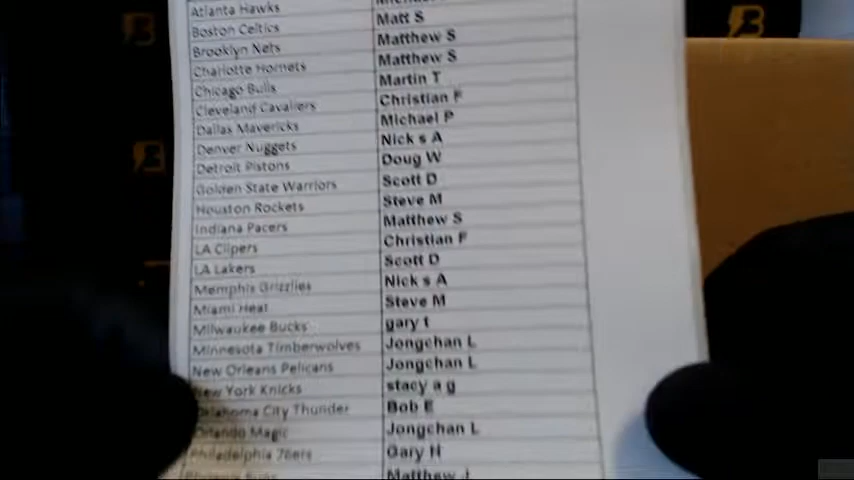 Atlanta Hawks
Boston Celtics Matt S
Brooklyn Nets Matthew S
Charlotte Hornets Matthew S
Chicago Bulls Martin T
Cleveland Cavaliers Christian F
Dallas Mavericks Michael P
Denver Nuggets Nick s A
Detroit Pistons Doug W
Golden State Warriors Scott D
Houston Rockets Steve M
Indiana Pacers Matthew S
LA Clipers Christian F
LA Lakers Scott D
Memphis Grizzlies Nick s A
Miami Heat Steve M
Milwaukee Bucks gary t
Minnesota Timberwolves Jongchan L
New Orleans Pelicans Jongchan L
New York Knicks stacy a g
Oklahoma City Thunder Bob E
Orlando Magic Jongchan L
Philadelphia 76ers Gary H
Matthew J